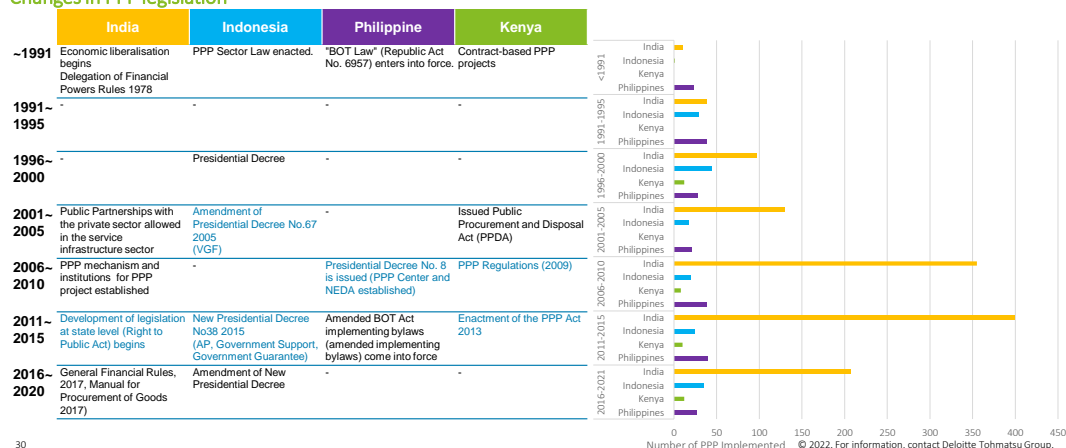 Changes in PPP legislation
India Indonesia Philippine Kenya
~1991
Economic liberalisation
begins
Delegation of Financial
Powers Rules 1978
PPP Sector Law enacted.
"BOT Law" (Republic Act
No. 6957) enters into force.
Contract-based PPP
projects
1991~
1995
- - - -
1996~
2000
-
Presidential Decree
-
-
2001~
2005
Public Partnerships with
the private sector allowed
in the service
infrastructure sector
Amendment of
Presidential Decree No.67
2005
(VGF)
-
Issued Public
Procurement and Disposal
Act (PPDA)
2006~
2010
PPP mechanism and
institutions for PPP
project established
-
Presidential Decree No. 8
is issued (PPP Center and
NEDA established)
PPP Regulations (2009)
2011~
2015
Development of legislation
at state level (Right to
Public Act) begins
New Presidential Decree
No38 2015
(AP, Government Support,
Government Guarantee)
Amended BOT Act
implementing bylaws
(amended implementing
bylaws) come into force
Enactment of the PPP Act
2013
2016~
2020
General Financial Rules,
2017, Manual for
Procurement of Goods
2017)
Amendment of New
Presidential Decree
-
-
<1991
India
Indonesia
Kenya
Philippines
1991-1995
India
Indonesia
Kenya
Philippines
1996-2000
India
Indonesia
Kenya
Philippines
2001-2005
India
Indonesia
Kenya
Philippines
2006-2010
India
Indonesia
Kenya
Philippines
2011-2015
India
Indonesia
Kenya
Philippines
2016-2021
India
Indonesia
Kenya
Philippines
0 50 100 150 200 250 300 350 400 450
Number of PPP Implemented
30
© 2022. For information, contact Deloitte Tohmatsu Group.